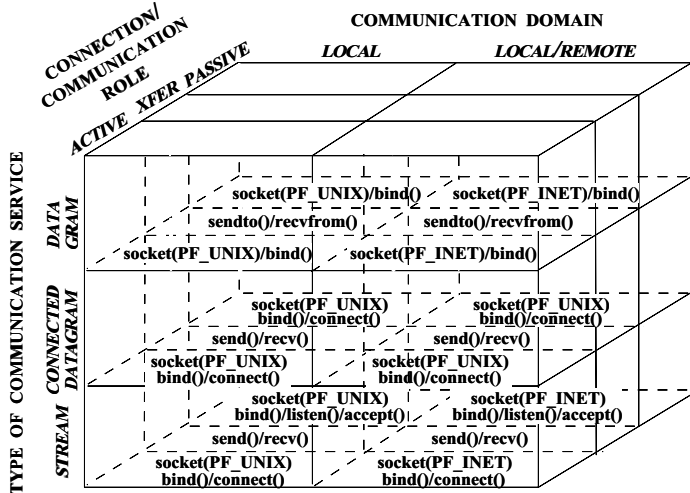 COMMUNICATION DOMAIN
CONNECTION/
COMMUNICATION
ROLE
LOCAL
LOCAL/REMOTE
ACTIVE XFER PASSIVE
TYPE OF COMMUNICATION SERVICE
DATA
GRAM
socket(PF_UNIX)/bind()
socket(PF_INET)/bind()
sendto()/recvfrom()
sendto()/recvfrom()
socket(PF_UNIX)/bind()
socket(PF_INET)/bind()
CONNECTED
DATAGRAM
socket(PF_UNIX)
bind()/connect()
socket(PF_UNIX)
bind()/connect()
send()/recv()
send()/recv()
socket(PF_UNIX)
bind()/connect()
socket(PF_UNIX)
bind()/connect()
STREAM
socket(PF_UNIX)
bind()/listen()/accept()
socket(PF_INET)
bind()/listen()/accept()
send()/recv()
send()/recv()
socket(PF_UNIX)
bind()/connect()
socket(PF_INET)
bind()/connect()